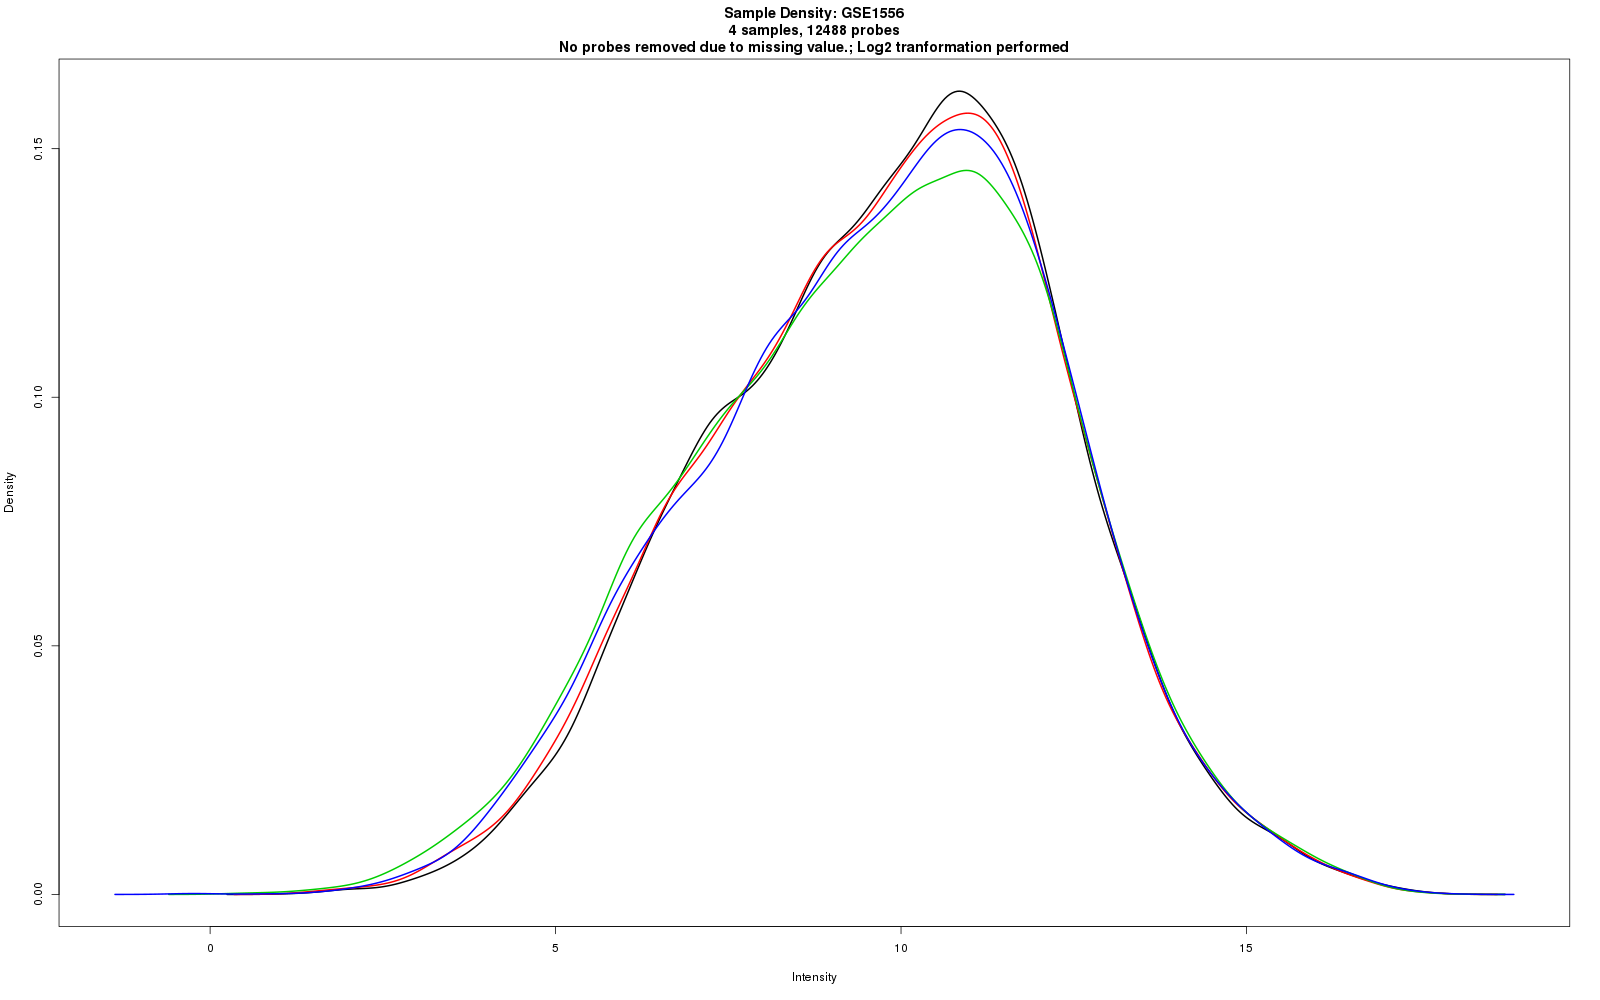 Sample Density: GSE1556
4 samples, 12488 probes
No probes removed due to missing value.; Log2 tranformation performed
0.15
0.10
0.05
0.00
Density
0
5
10
15
Intensity